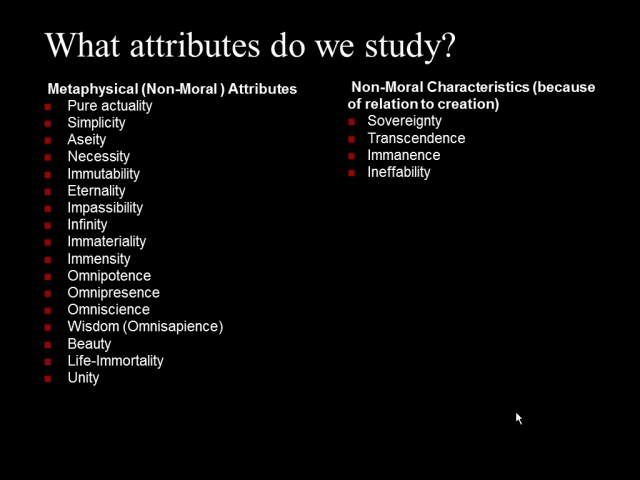 What attributes do we study?
Metaphysical (Non-Moral ) Attributes
Pure actuality
Simplicity
Aseity
Necessity
Immutability
Eternality
Impassibility
Infinity
Immateriality
Immensity
Omnipotence
Omnipresence
Omniscience
Wisdom (Omnisapience)
Beauty
Life-Immortality
Unity
Non-Moral Characteristics (because
of relation to creation)
Sovereignty
Transcendence
Immanence
Ineffability